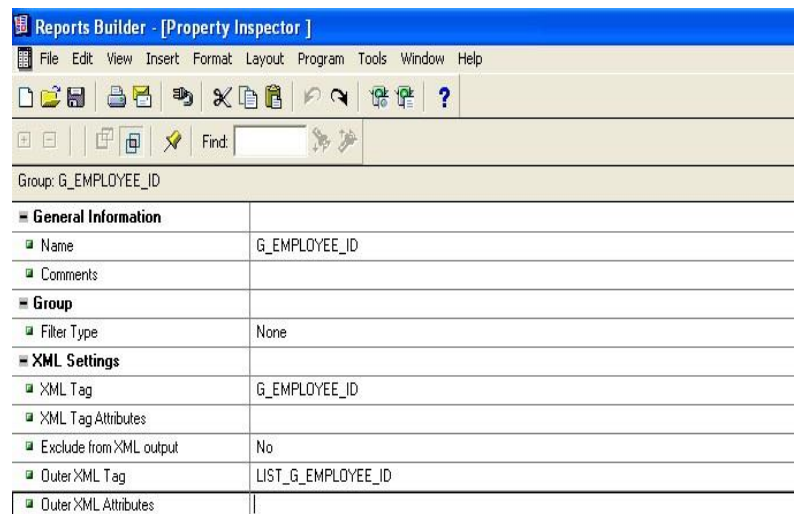 Reports Builder - [Property Inspector ]
File Edit View Insert Format Layout Program Tools Window Help
Find:
Group: G_EMPLOYEE_ID
General Information
Name G_EMPLOYEE_ID
Comments
Group
Filter Type None
XML Settings
XML Tag G_EMPLOYEE_ID
XML Tag Attributes
Exclude from XML output No
Outer XML Tag LIST_G_EMPLOYEE_ID
Outer XML Attributes